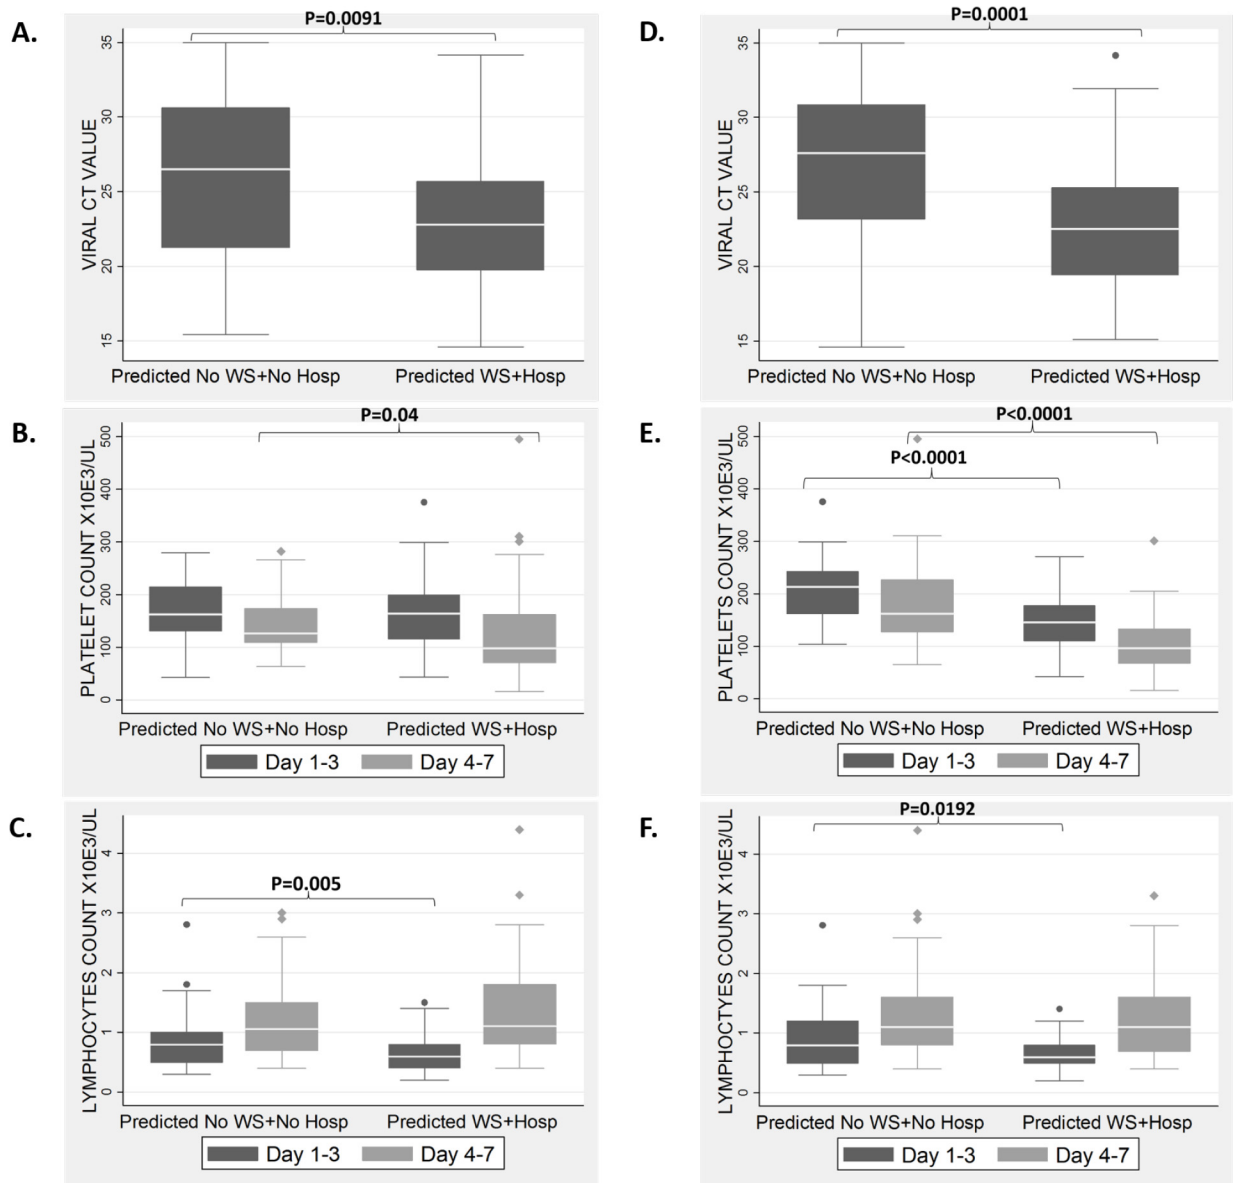 A.
P=0.0091
VIRAL CT VALUE
35
30
25
20
15
Predicted No WS+No Hosp
Predicted WS+Hosp
D.
P=0.0001
VIRAL CT VALUE
35
30
25
20
15
Predicted No WS+No Hosp
Predicted WS+Hosp
B.
P=0.04
PLATELET COUNT X10E3/UL
500
400
300
200
100
0
Predicted No WS+No Hosp
Predicted WS+Hosp
Day 1-3 Day 4-7
E.
P<0.0001
P<0.0001
PLATELETS COUNT X10E3/UL
500
400
300
200
100
0
Predicted No WS+No Hosp
Predicted WS+Hosp
Day 1-3 Day 4-7
C.
P=0.005
LYMPHOCYTES COUNT X10E3/UL
4
3
2
1
0
Predicted No WS+No Hosp
Predicted WS+Hosp
Day 1-3 Day 4-7
F.
P=0.0192
LYMPHOCTYES COUNT X10E3/UL
4
3
2
1
0
Predicted No WS+No Hosp
Predicted WS+Hosp
Day 1-3 Day 4-7